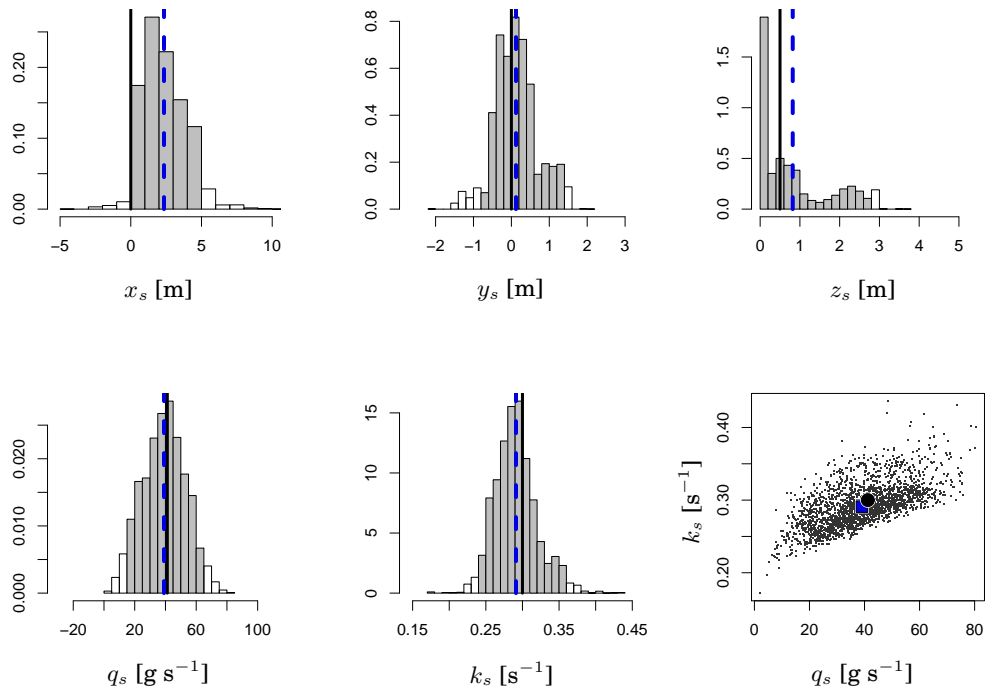 0.00 0.10 0.20
−5 0 5 10
x_s [m]
0.0 0.2 0.4 0.6 0.8
−2 −1 0 1 2 3
y_s [m]
0.0 0.5 1.0 1.5
0 1 2 3 4 5
z_s [m]
0.000 0.010 0.020
−20 20 60 100
q_s [g s⁻¹]
0 5 10 15
0.15 0.25 0.35 0.45
k_s [s⁻¹]
k_s [s⁻¹]
0.20 0.30 0.40
0 20 40 60 80
q_s [g s⁻¹]